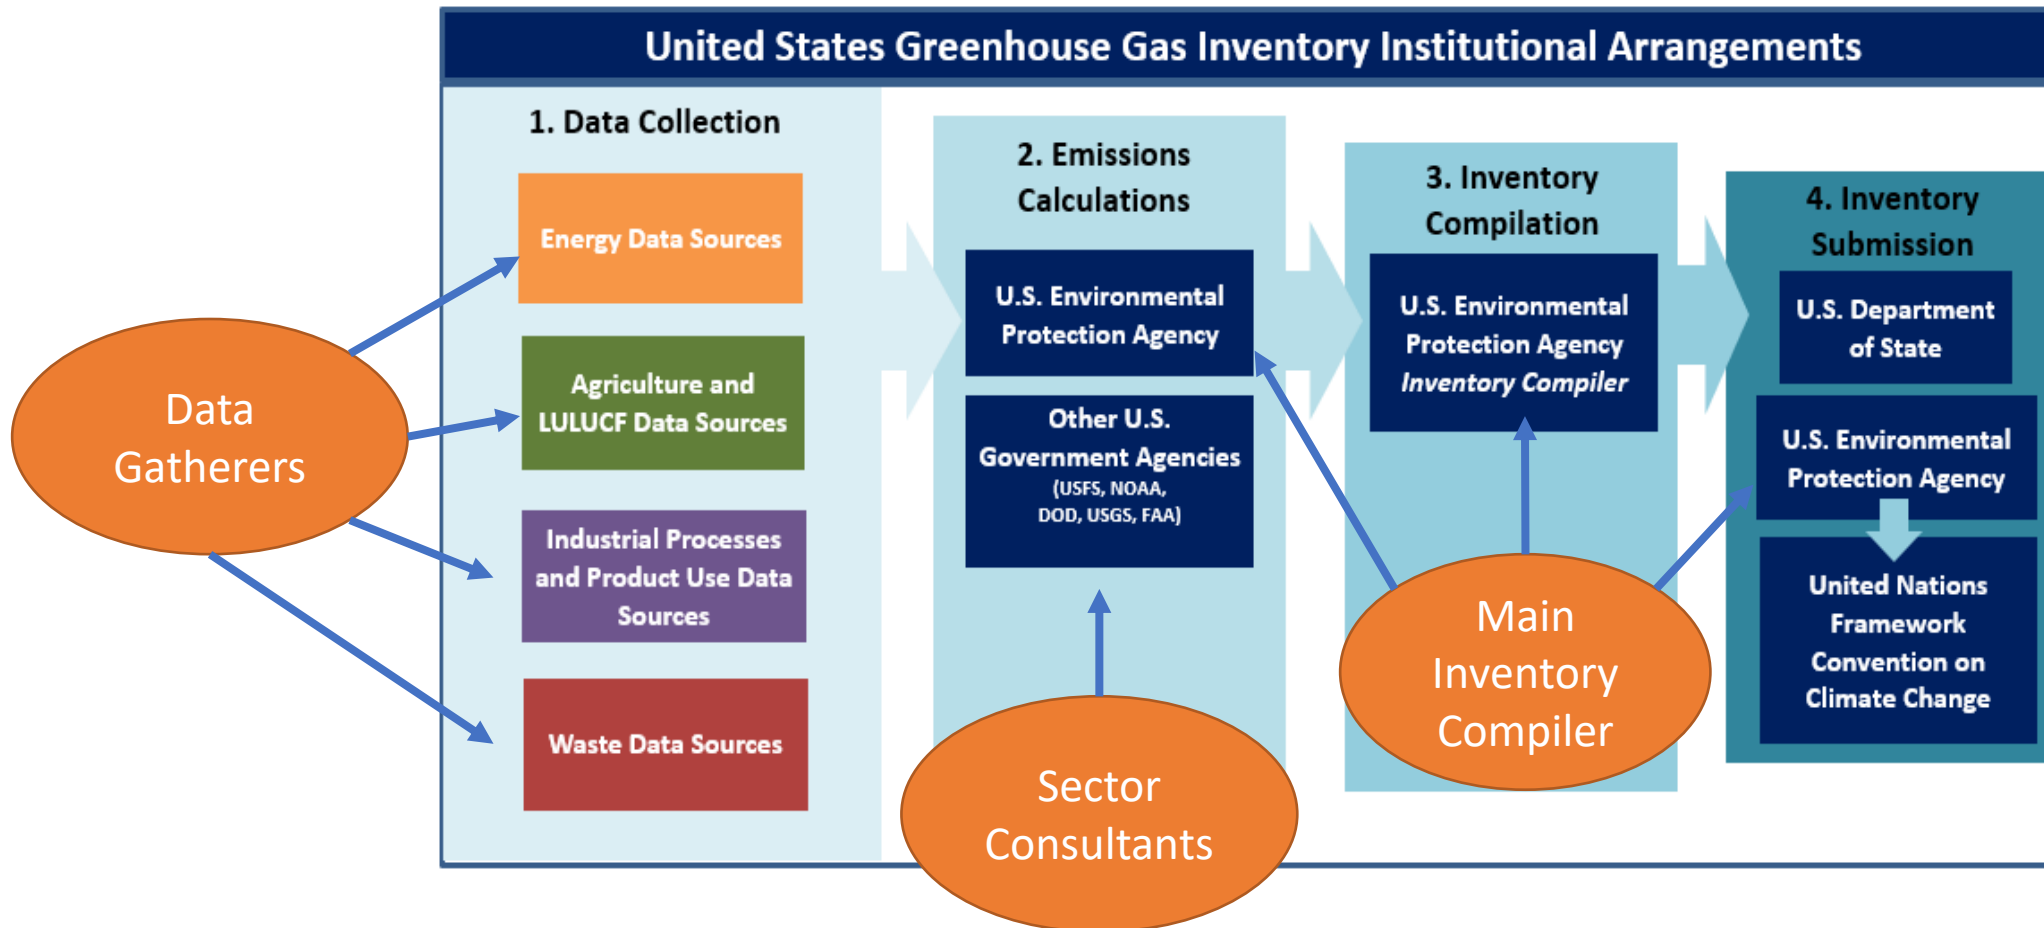 United States Greenhouse Gas Inventory Institutional Arrangements
1. Data Collection
Energy Data Sources
Agriculture and
LULUCF Data Sources
Industrial Processes
and Product Use Data
Sources
Waste Data Sources
2. Emissions
Calculations
U.S. Environmental
Protection Agency
Other U.S.
Government Agencies
(USFS, NOAA,
DOD, USGS, FAA)
3. Inventory
Compilation
U.S. Environmental
Protection Agency
Inventory Compiler
4. Inventory
Submission
U.S. Department
of State
U.S. Environmental
Protection Agency
United Nations
Framework
Convention on
Climate Change
Data
Gatherers
Sector
Consultants
Main
Inventory
Compiler